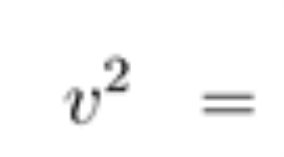 v² =